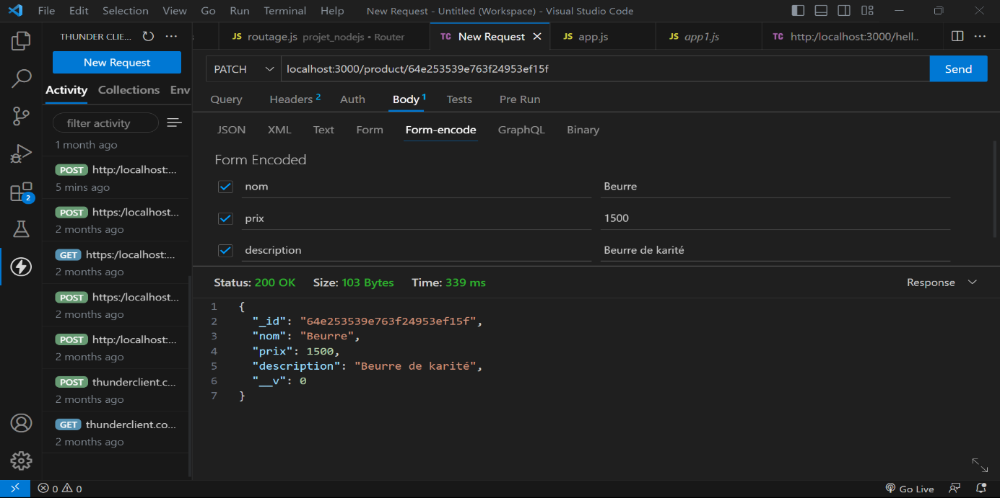 File Edit Selection View Go Run Terminal Help New Request - Untitled (Workspace) - Visual Studio Code
THUNDER CLIE... ···
JS routage.js projet_nodejs • Router TC New Request JS app.js JS app1.js TC http:/localhost:3000/hell.. ···
New Request
PATCH localhost:3000/product/64e253539e763f24953ef15f Send
Activity Collections Env
Query Headers 2 Auth Body 1 Tests Pre Run
filter activity
JSON XML Text Form Form-encode GraphQL Binary
1 month ago
Form Encoded
POST http:/localhost:...
5 mins ago
nom Beurre
POST https:/localhost...
2 months ago
prix 1500
GET https:/localhost:...
2 months ago
description Beurre de karité
Status: 200 OK Size: 103 Bytes Time: 339 ms Response
POST https:/localhost...
2 months ago
POST http:/localhost:...
2 months ago
POST thunderclient.c...
2 months ago
GET thunderclient.co...
2 months ago
1 {
2 "_id": "64e253539e763f24953ef15f",
3 "nom": "Beurre",
4 "prix": 1500,
5 "description": "Beurre de karité",
6 "__v": 0
7 }
2
0 0 Go Live